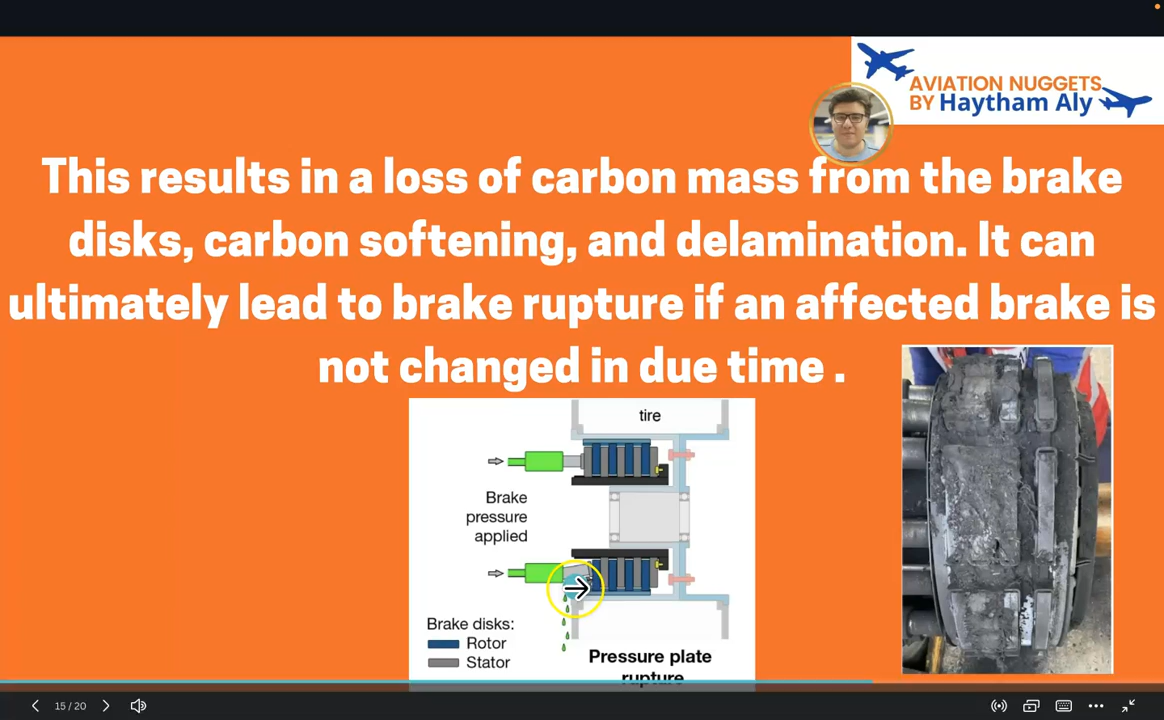 AVIATION NUGGETS
BY Haytham Aly
This results in a loss of carbon mass from the brake
disks, carbon softening, and delamination. It can
ultimately lead to brake rupture if an affected brake is
not changed in due time .
tire
Brake
pressure
applied
Brake disks:
Rotor
Stator
Pressure plate
rupture
15 / 20